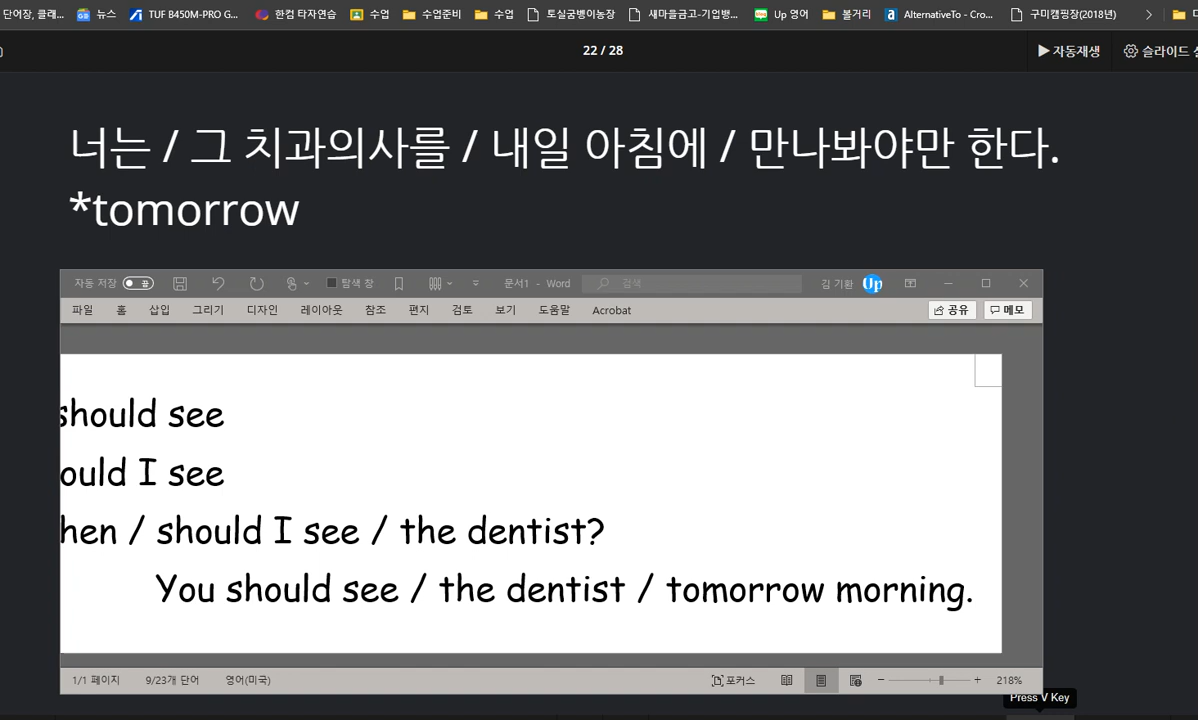 단어장, 클래... 뉴스 TUF B450M-PRO G... 한컴 타자연습 수업 수업준비 수업 토실굼벵이농장 새마을금고-기업뱅... Up 영어 볼거리 AlternativeTo - Cro... 구미캠핑장(2018년)
22 / 28
자동재생 슬라이드
너는 / 그 치과의사를 / 내일 아침에 / 만나봐야만 한다.
*tomorrow
자동 저장 끔 탐색 창 문서1 - Word 검색 김 기환 Up
파일 홈 삽입 그리기 디자인 레이아웃 참조 편지 검토 보기 도움말 Acrobat 공유 메모
should see
ould I see
hen / should I see / the dentist?
You should see / the dentist / tomorrow morning.
1/1 페이지 9/23개 단어 영어(미국) 포커스 218%
Press V Key